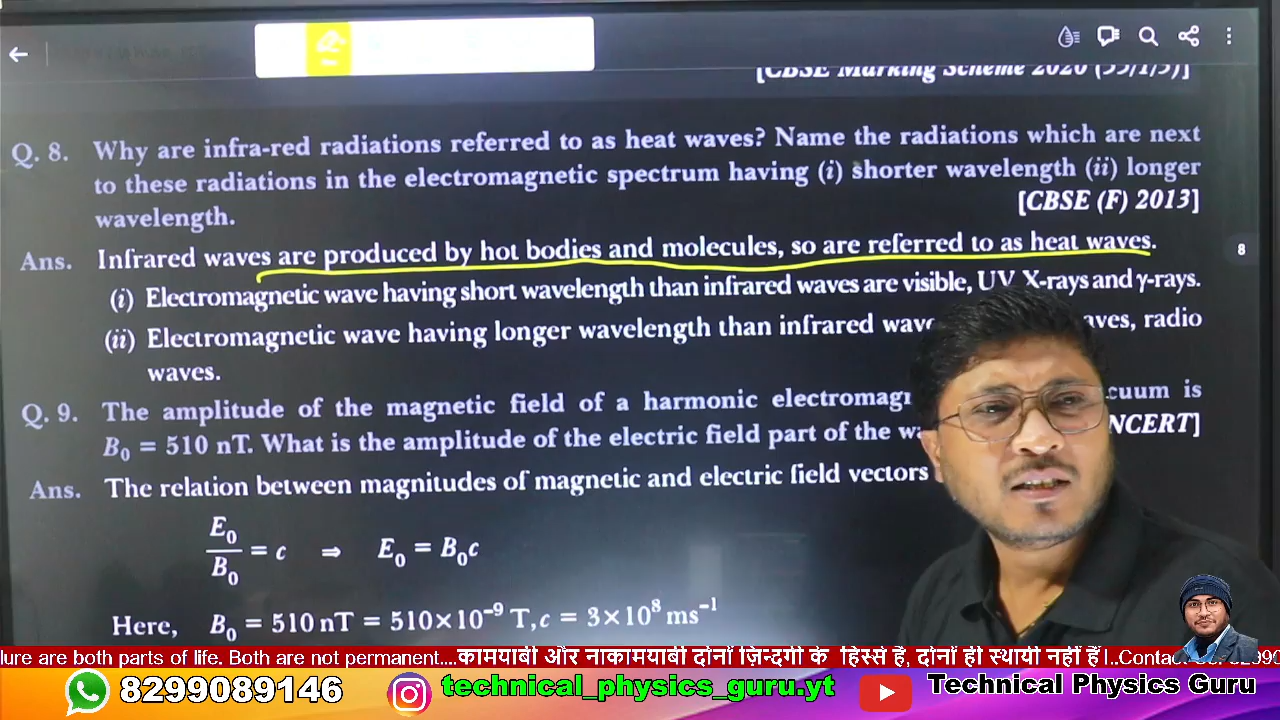 [CBSE Marking Scheme 2020 (55/1/3)]
Q. 8. Why are infra-red radiations referred to as heat waves? Name the radiations which are next
to these radiations in the electromagnetic spectrum having (i) shorter wavelength (ii) longer
wavelength. [CBSE (F) 2013]
Ans. Infrared waves are produced by hot bodies and molecules, so are referred to as heat waves.
8
(i) Electromagnetic wave having short wavelength than infrared waves are visible, UV, X-rays and γ-rays.
(ii) Electromagnetic wave having longer wavelength than infrared radio
waves.
Q. 9. The amplitude of the magnetic field of a harmonic is
B₀ = 510 nT. What is the amplitude of the electric field part of the NCERT]
Ans. The relation between magnitudes of magnetic and electric field vectors
E₀/B₀ = c ⇒ E₀ = B₀c
Here, B₀ = 510 nT = 510×10⁻⁹ T, c = 3×10⁸ ms⁻¹
lure are both parts of life. Both are not permanent....कामयाबी और नाकामयाबी दोनों ज़िन्दगी के हिस्से हैं, दोनों ही स्थायी नहीं हैं I..Conta
8299089146
technical_physics_guru.yt
Technical Physics Guru